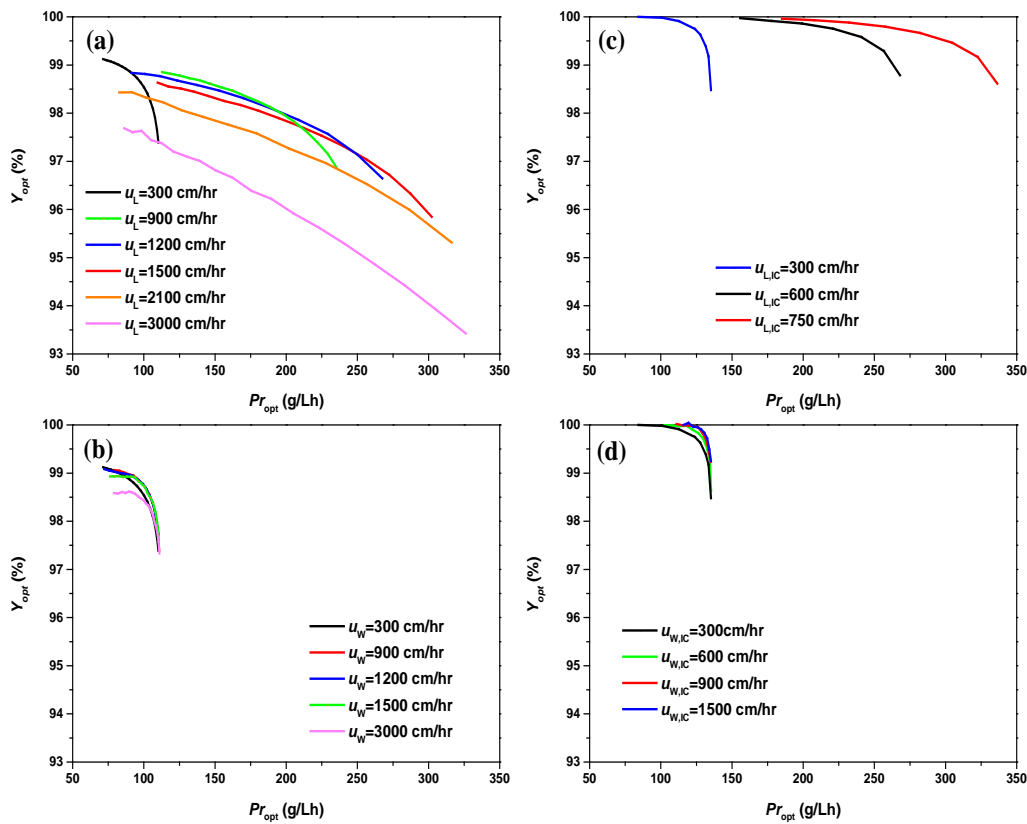 (a)
100
99
98
97
96
95
94
93
Y_opt (%)
u_L=300 cm/hr
u_L=900 cm/hr
u_L=1200 cm/hr
u_L=1500 cm/hr
u_L=2100 cm/hr
u_L=3000 cm/hr
50 100 150 200 250 300 350
Pr_opt (g/Lh)
(c)
100
99
98
97
96
95
94
93
Y_opt (%)
u_L,IC=300 cm/hr
u_L,IC=600 cm/hr
u_L,IC=750 cm/hr
50 100 150 200 250 300 350
Pr_opt (g/Lh)
(b)
100
99
98
97
96
95
94
93
Y_opt (%)
u_W=300 cm/hr
u_W=900 cm/hr
u_W=1200 cm/hr
u_W=1500 cm/hr
u_W=3000 cm/hr
50 100 150 200 250 300 350
Pr_opt (g/Lh)
(d)
100
99
98
97
96
95
94
93
Y_opt (%)
u_W,IC=300cm/hr
u_W,IC=600 cm/hr
u_W,IC=900 cm/hr
u_W,IC=1500 cm/hr
50 100 150 200 250 300 350
Pr_opt (g/Lh)